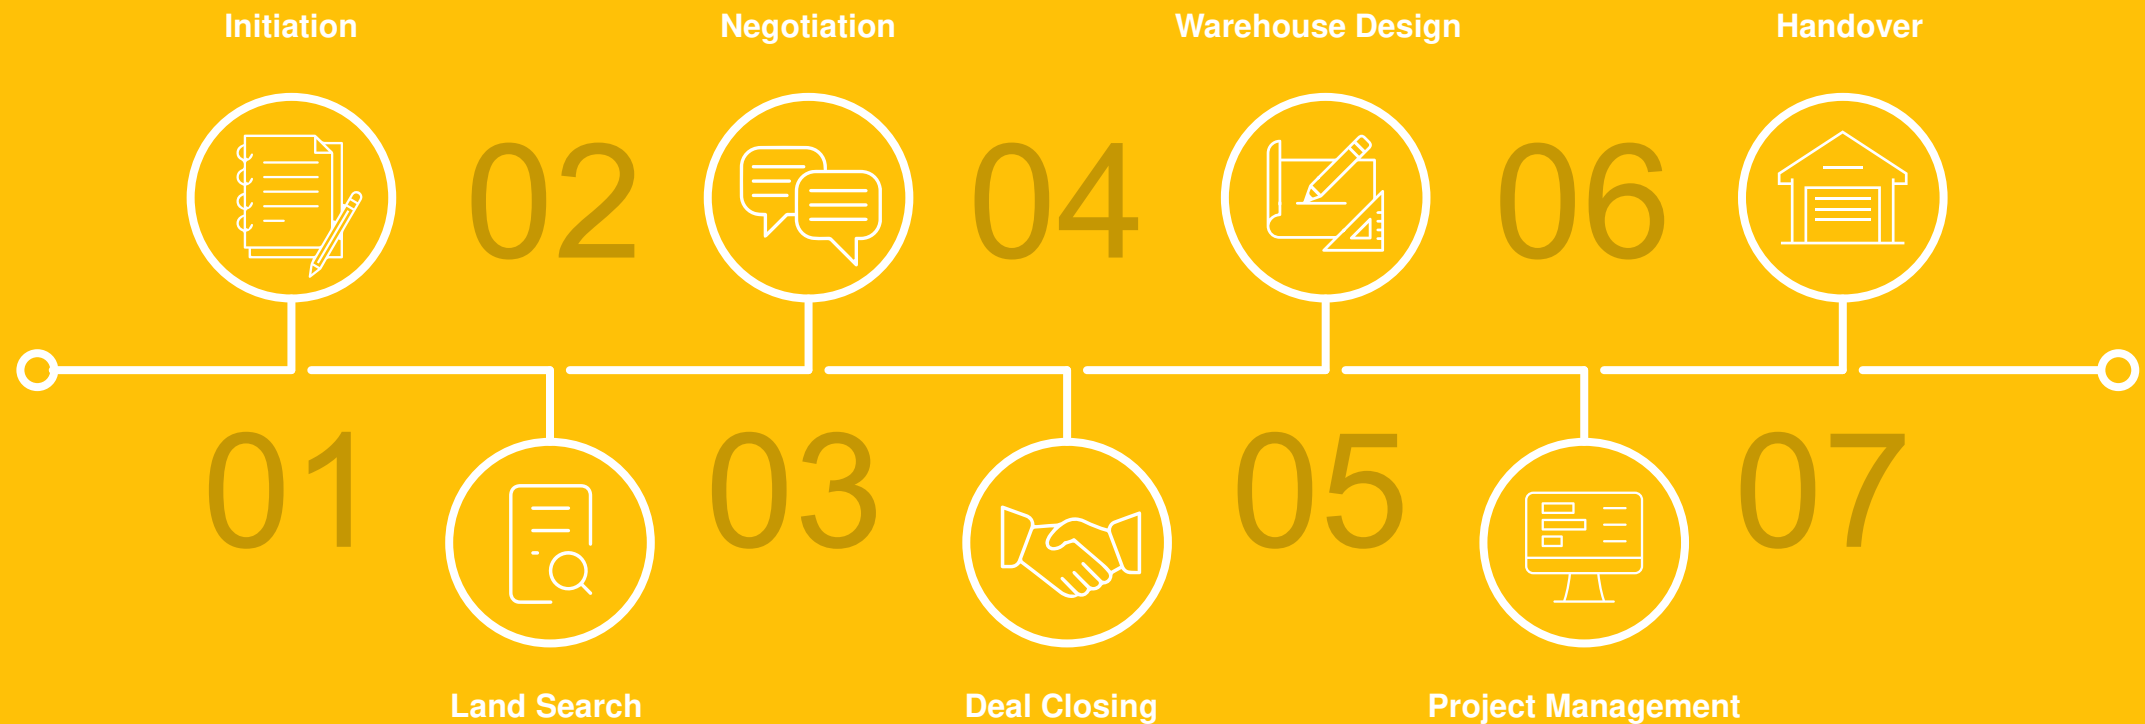 Initiation
Negotiation
Warehouse Design
Handover
02
04
06
01
03
05
07
Land Search
Deal Closing
Project Management